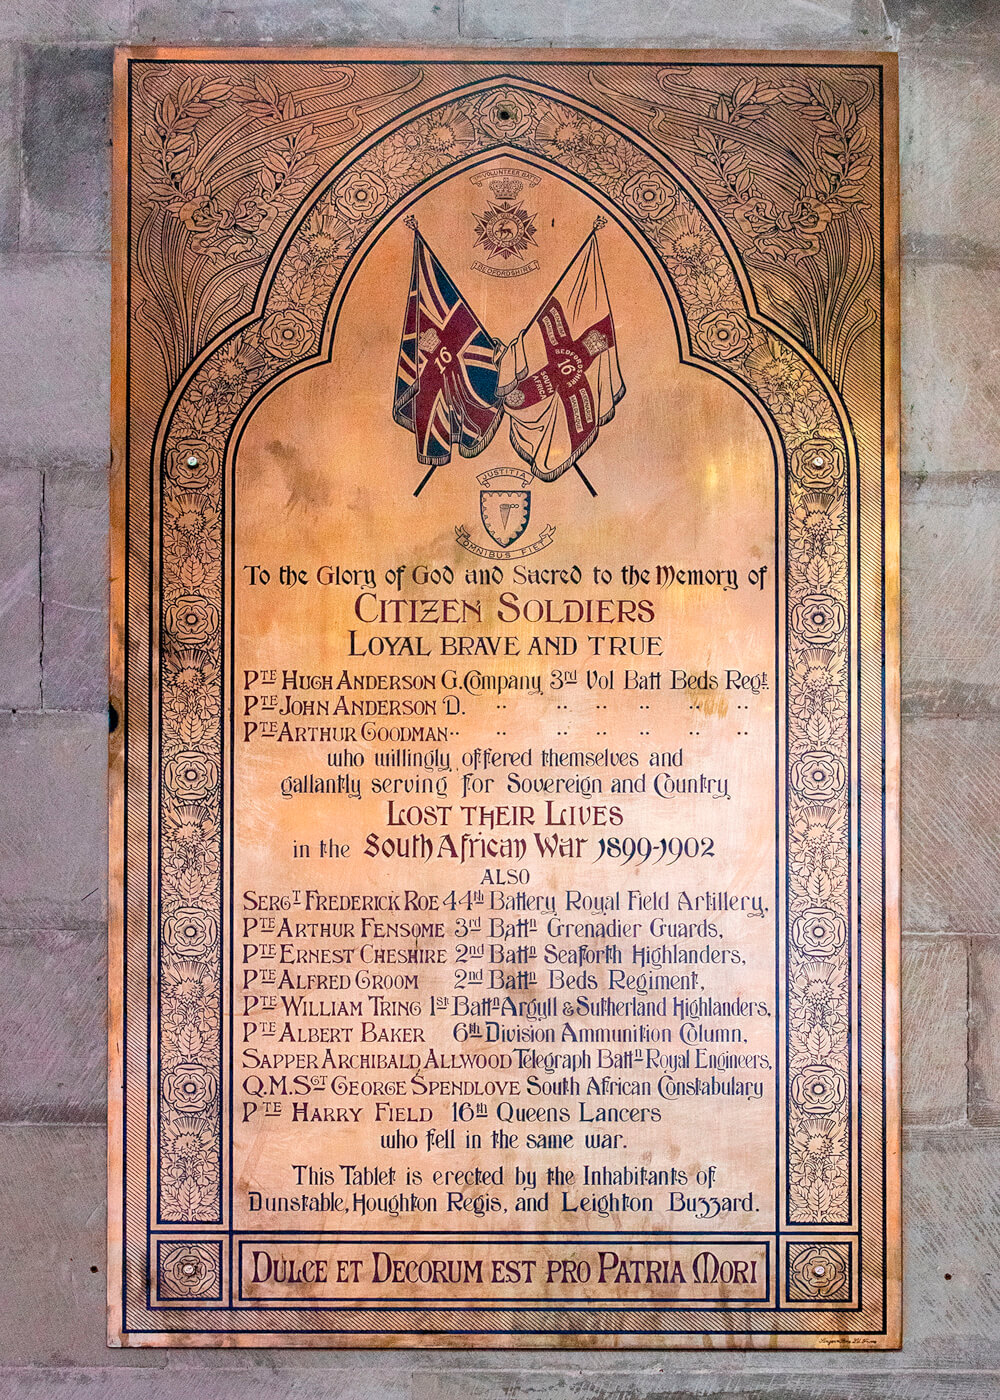 VOLUNTEER BATT
BEDFORDSHIRE
16
BEDFORDSHIRE
16
SOUTH AFRICA
JUSTITIA
OMNIBUS FIET
To the Glory of God and Sacred to the Memory of
CITIZEN SOLDIERS
LOYAL BRAVE AND TRUE
PTE HUGH ANDERSON G. Company 3rd Vol Batt Beds Regt.
PTE JOHN ANDERSON D. " " " " " "
PTE ARTHUR GOODMAN " " " " " " "
who willingly offered themselves and
gallantly serving for Sovereign and Country
LOST THEIR LIVES
in the South African War 1899-1902
ALSO
SERGT FREDERICK ROE 44th Battery Royal Field Artillery,
PTE ARTHUR FENSOME 3rd Battn Grenadier Guards,
PTE ERNEST CHESHIRE 2nd Battn Seaforth Highlanders,
PTE ALFRED GROOM 2nd Battn Beds Regiment,
PTE WILLIAM TRING 1st Battn Argyll & Sutherland Highlanders,
PTE ALBERT BAKER 6th Division Ammunition Column,
SAPPER ARCHIBALD ALLWOOD Telegraph Battn Royal Engineers,
Q.M.SGT GEORGE SPENDLOVE South African Constabulary
PTE HARRY FIELD 16th Queens Lancers
who fell in the same war.
This Tablet is erected by the Inhabitants of
Dunstable, Houghton Regis, and Leighton Buzzard.
DULCE ET DECORUM EST PRO PATRIA MORI